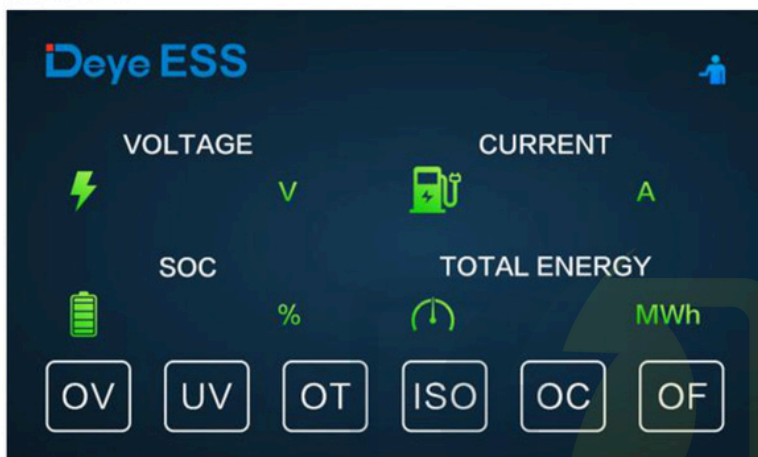 Deye ESS
VOLTAGE CURRENT
V A
SOC TOTAL ENERGY
% MWh
OV UV OT ISO OC OF